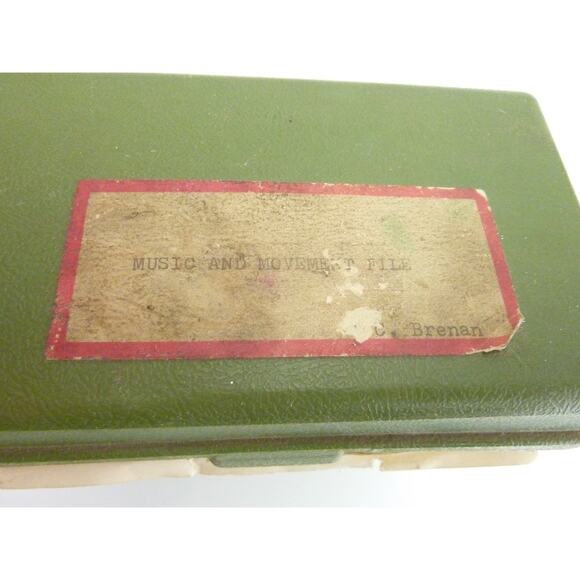 MUSIC AND MOVEMENT FILE
C. Brenan